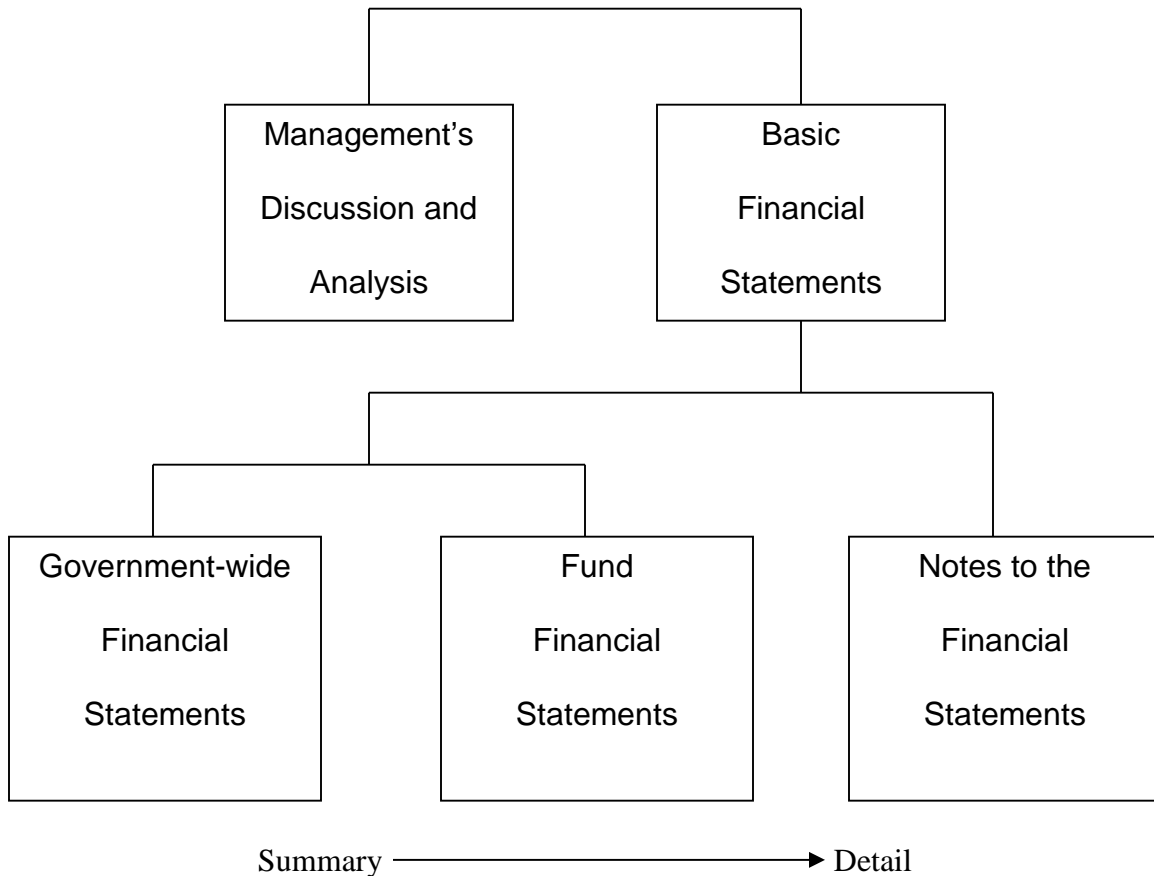 Management’s
Discussion and
Analysis
Basic
Financial
Statements
Government-wide
Financial
Statements
Fund
Financial
Statements
Notes to the
Financial
Statements
Summary
Detail